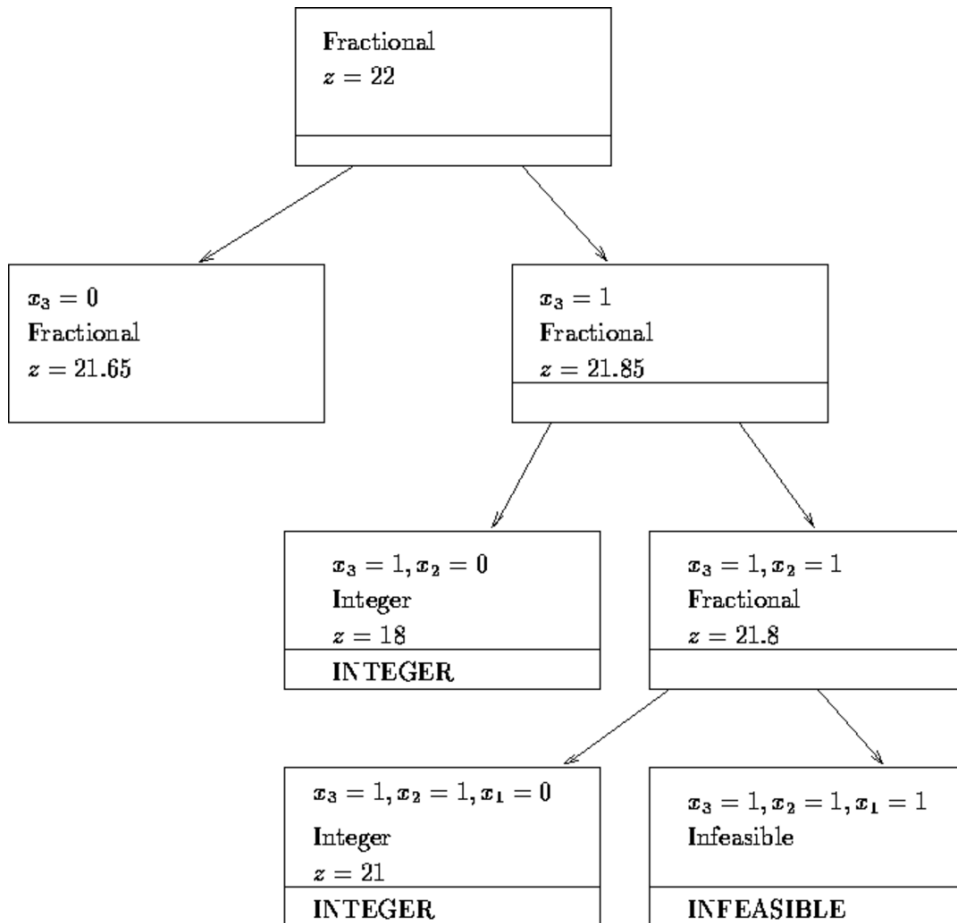 Fractional
z = 22
x₃ = 0
Fractional
z = 21.65
x₃ = 1
Fractional
z = 21.85
x₃ = 1, x₂ = 0
Integer
z = 18
INTEGER
x₃ = 1, x₂ = 1
Fractional
z = 21.8
x₃ = 1, x₂ = 1, x₁ = 0
Integer
z = 21
INTEGER
x₃ = 1, x₂ = 1, x₁ = 1
Infeasible
INFEASIBLE